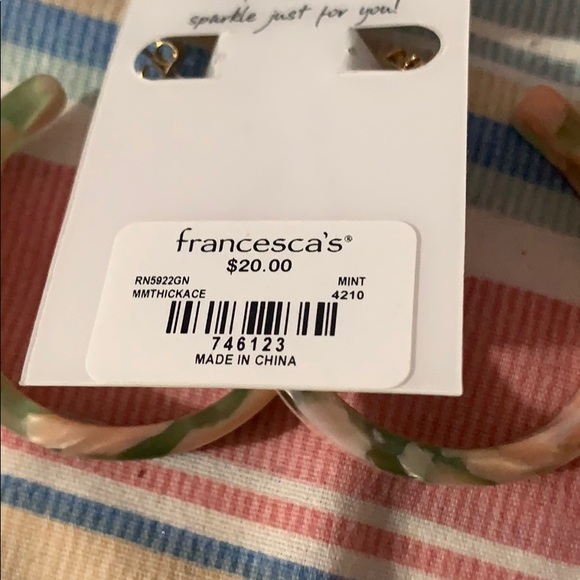 sparkle just for you!
francesca's®
$20.00
RN5922GN MINT
MMTHICKACE 4210
746123
MADE IN CHINA